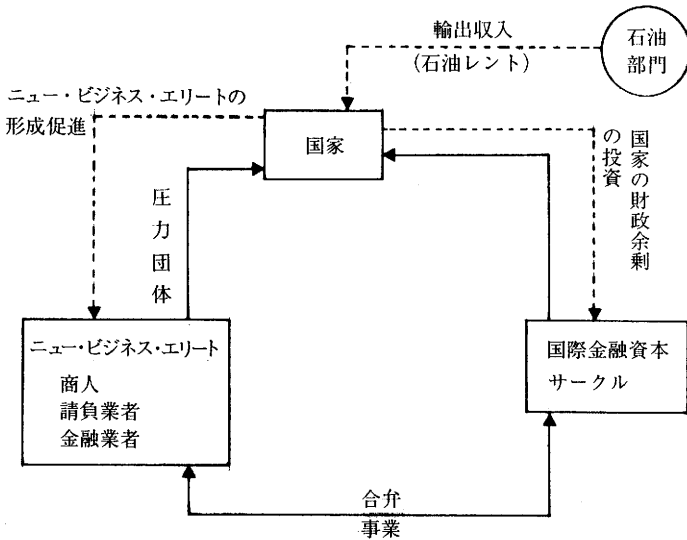 輸出収入
(石油レント)
石油
部門
ニュー・ビジネス・エリートの
形成促進
国家
国家の財政余剰
の投資
圧力団体
ニュー・ビジネス・エリート
商人
請負業者
金融業者
国際金融資本
サークル
合弁
事業